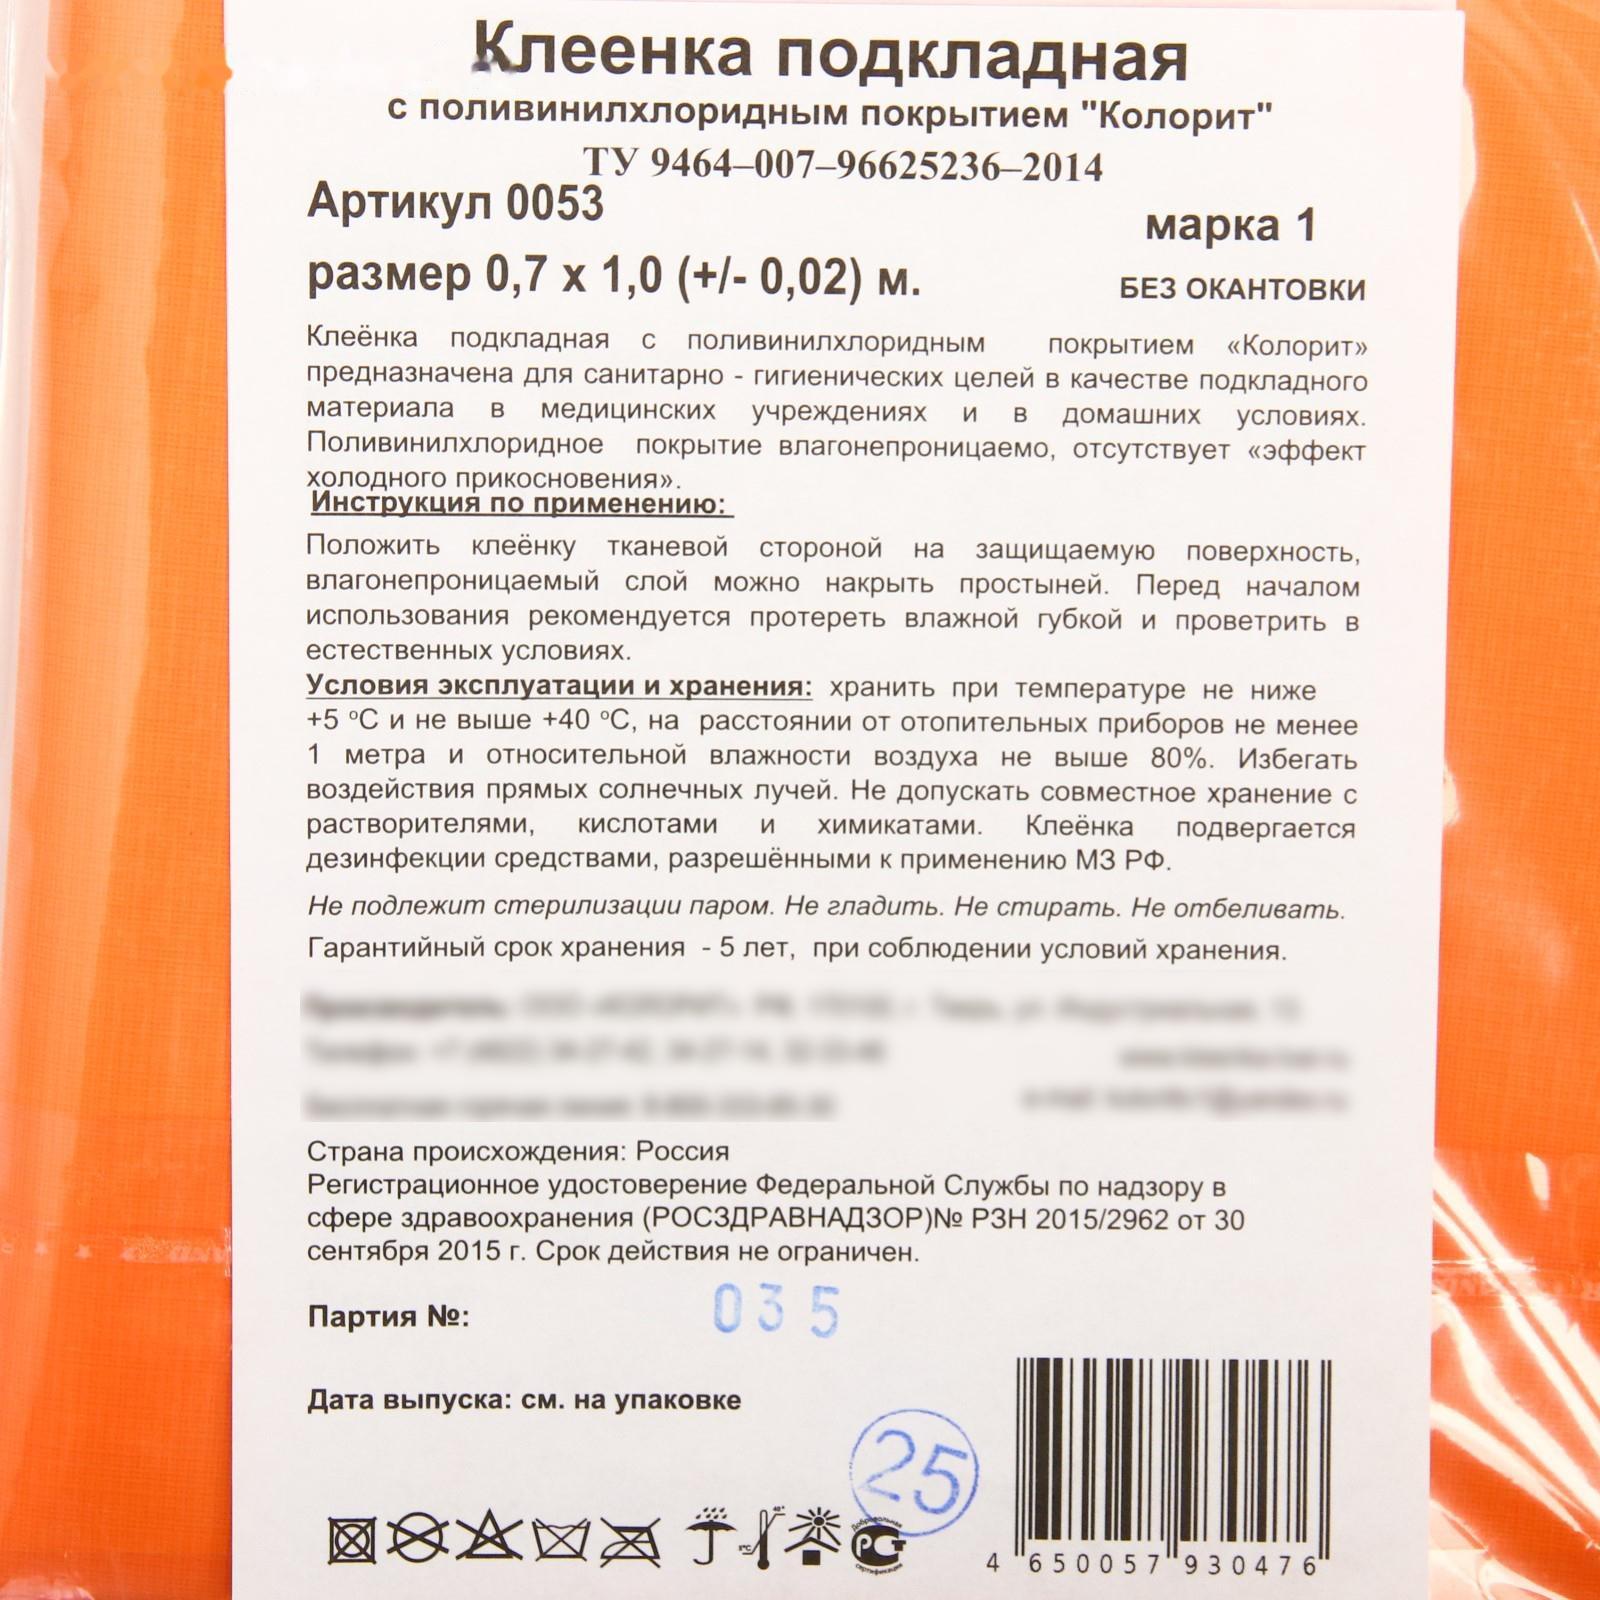 Клеенка подкладная
с поливинилхлоридным покрытием "Колорит"
ТУ 9464–007–96625236–2014
Артикул 0053
марка 1
размер 0,7 х 1,0 (+/- 0,02) м.
БЕЗ ОКАНТОВКИ
Клеёнка подкладная с поливинилхлоридным покрытием «Колорит»
предназначена для санитарно - гигиенических целей в качестве подкладного
материала в медицинских учреждениях и в домашних условиях.
Поливинилхлоридное покрытие влагонепроницаемо, отсутствует «эффект
холодного прикосновения».
Инструкция по применению:
Положить клеёнку тканевой стороной на защищаемую поверхность,
влагонепроницаемый слой можно накрыть простыней. Перед началом
использования рекомендуется протереть влажной губкой и проветрить в
естественных условиях.
Условия эксплуатации и хранения: хранить при температуре не ниже
+5 ºС и не выше +40 ºС, на расстоянии от отопительных приборов не менее
1 метра и относительной влажности воздуха не выше 80%. Избегать
воздействия прямых солнечных лучей. Не допускать совместное хранение с
растворителями, кислотами и химикатами. Клеёнка подвергается
дезинфекции средствами, разрешёнными к применению МЗ РФ.
Не подлежит стерилизации паром. Не гладить. Не стирать. Не отбеливать.
Гарантийный срок хранения - 5 лет, при соблюдении условий хранения.
Страна происхождения: Россия
Регистрационное удостоверение Федеральной Службы по надзору в
сфере здравоохранения (РОСЗДРАВНАДЗОР)№ РЗН 2015/2962 от 30
сентября 2015 г. Срок действия не ограничен.
Партия №: 035
Дата выпуска: см. на упаковке
25
Добровольная
РСТ
сертификация
4 650057 930476